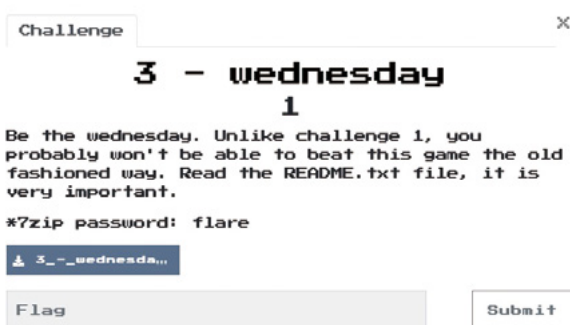 Challenge
×
3 - wednesday
1
Be the wednesday. Unlike challenge 1, you
probably won't be able to beat this game the old
fashioned way. Read the README.txt file, it is
very important.
*7zip password: flare
3_-_wednesda…
Flag
Submit